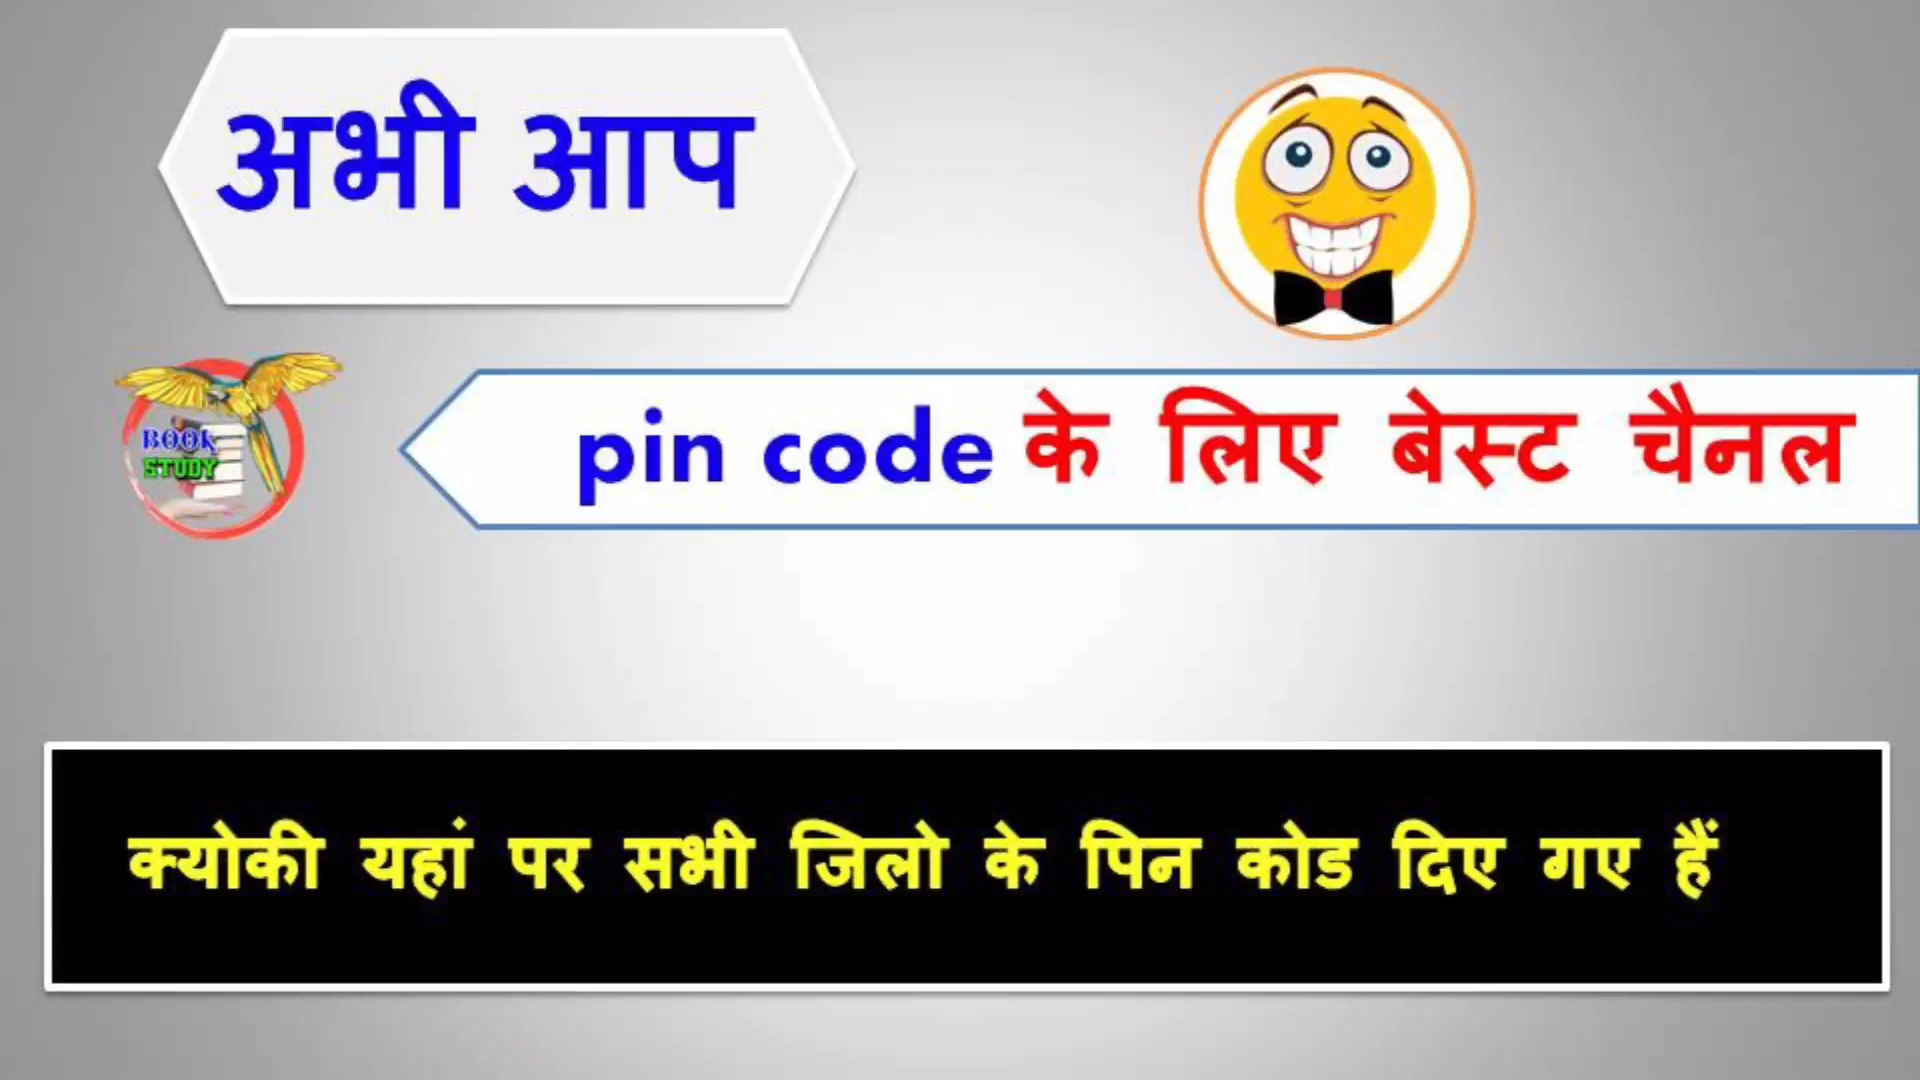 अभी आप
BOOK
STUDY
pin code के लिए बेस्ट चैनल
क्योकी यहां पर सभी जिलो के पिन कोड दिए गए हैं